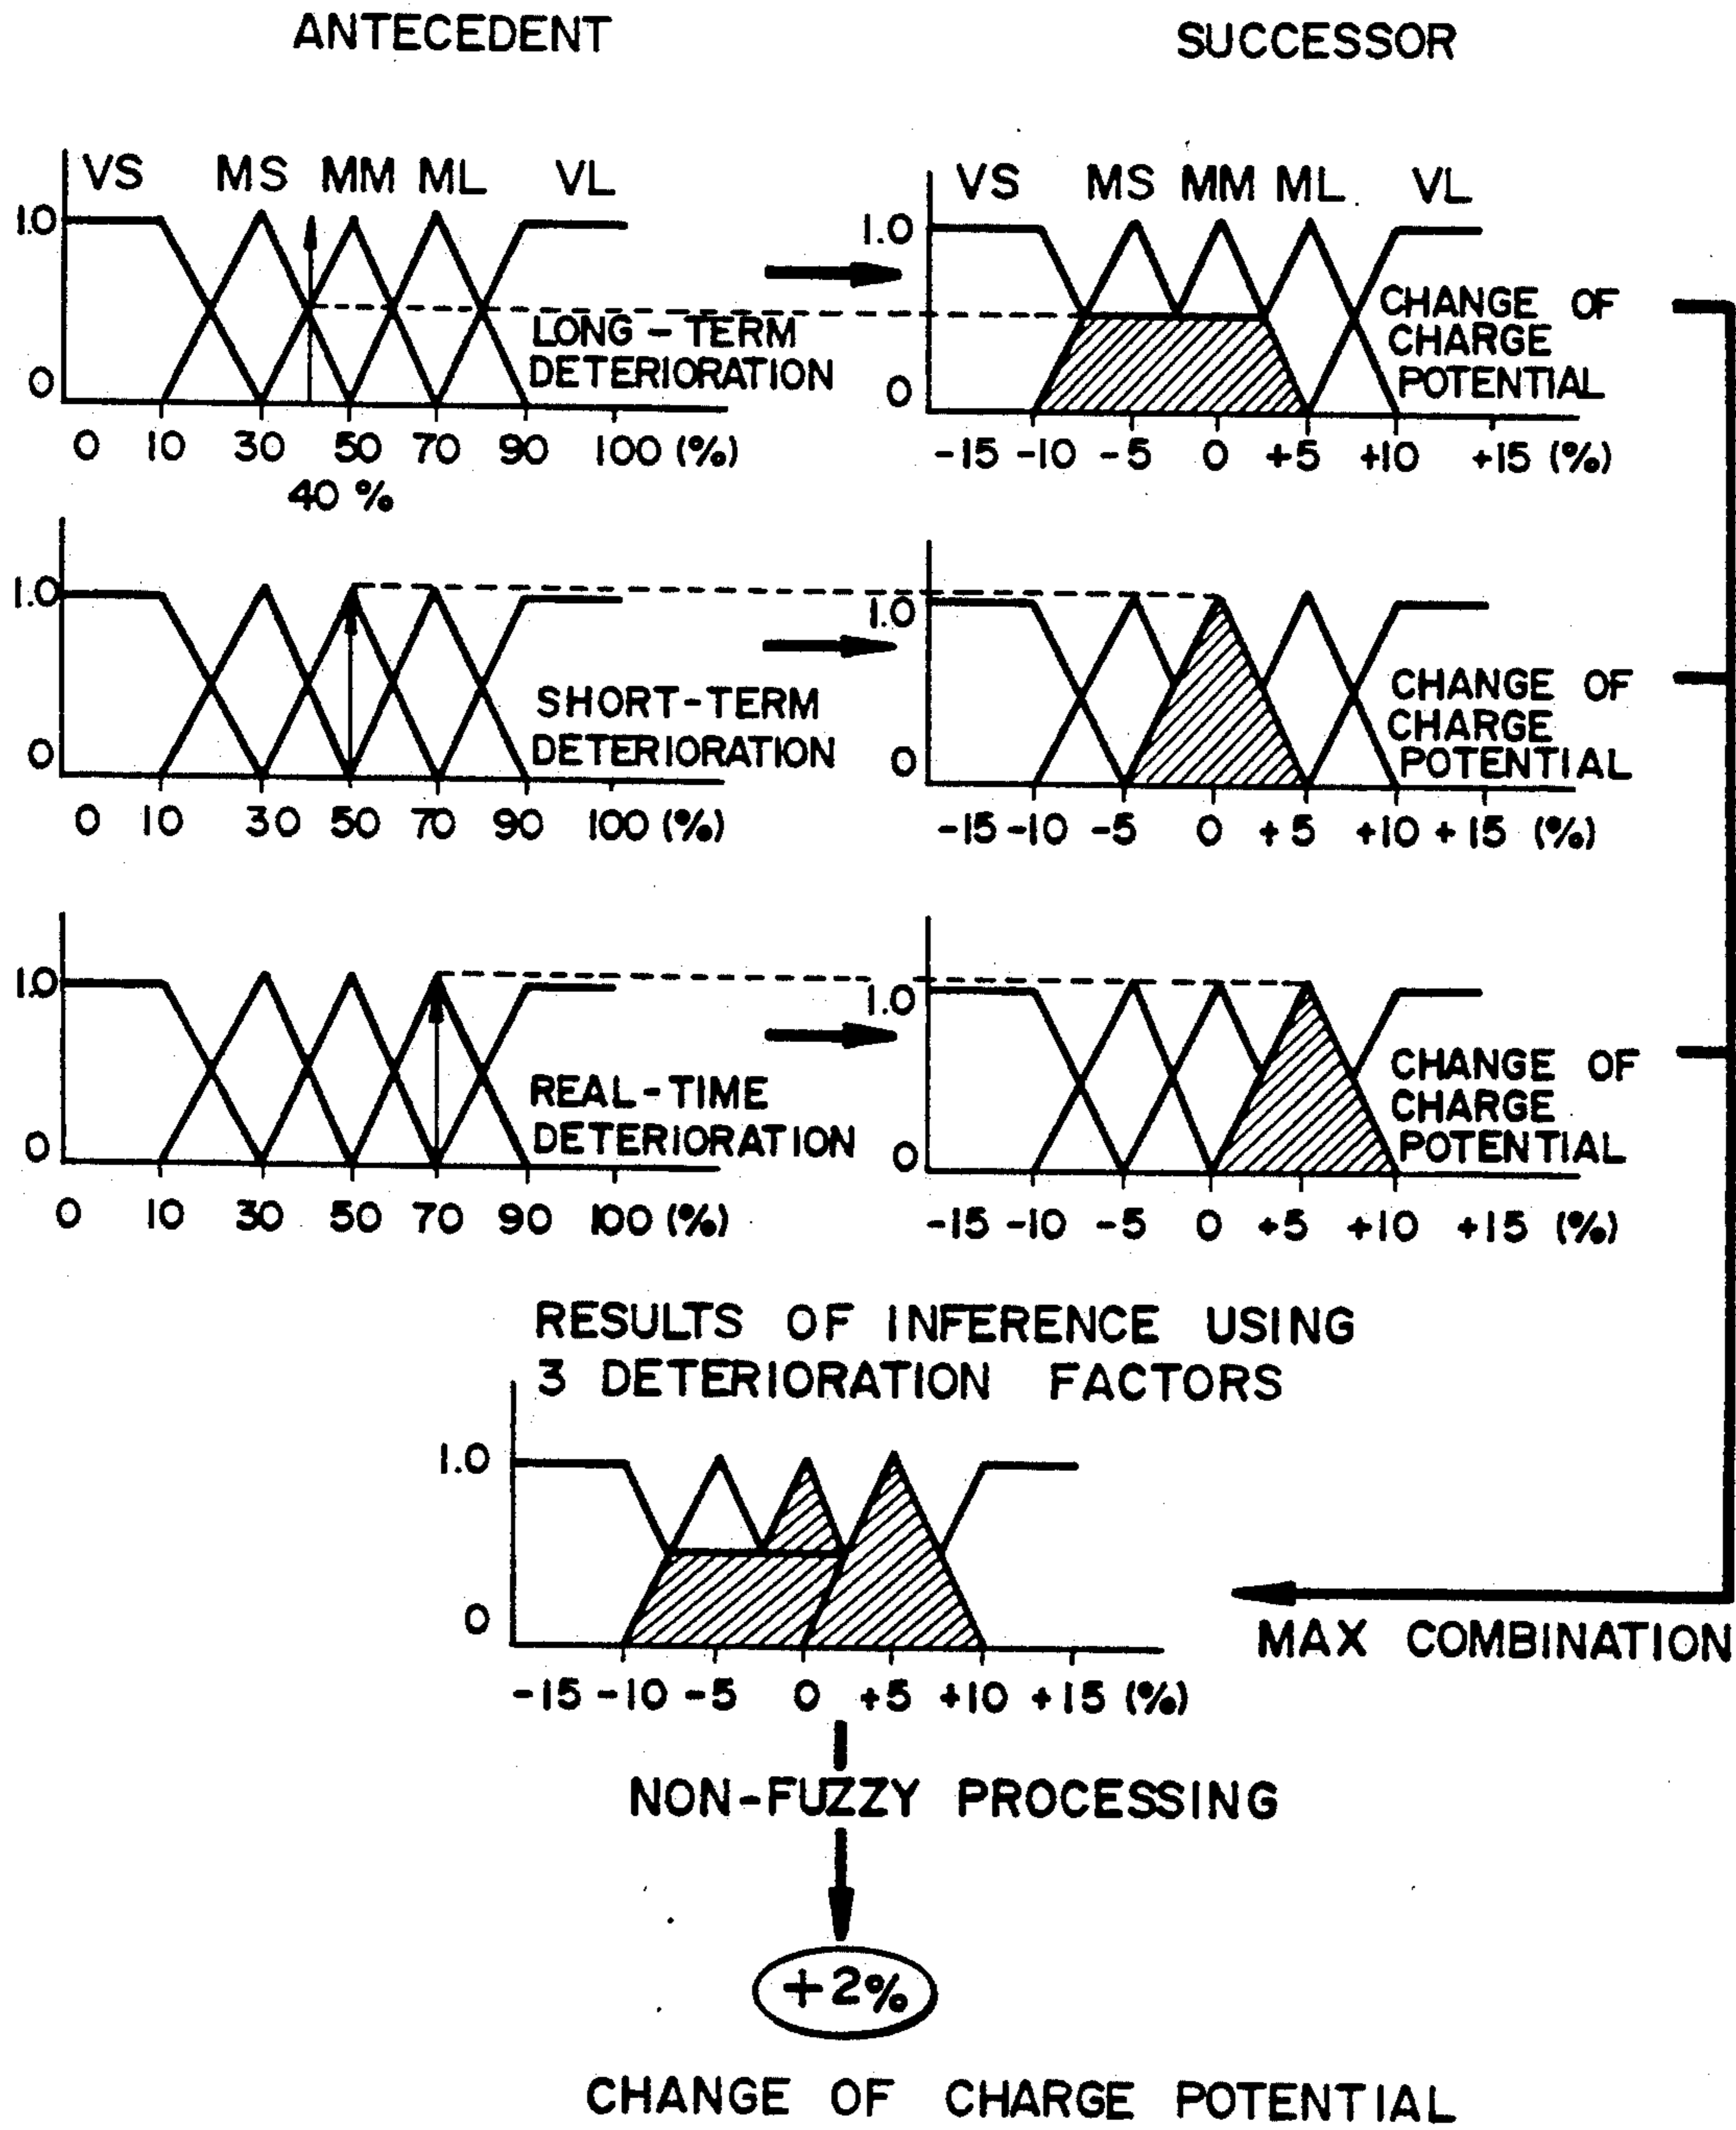 ANTECEDENT
SUCCESSOR
VS MS MM ML VL
1.0
0
LONG-TERM
DETERIORATION
0 10 30 50 70 90 100 (%)
40 %
VS MS MM ML VL
1.0
0
CHANGE OF
CHARGE
POTENTIAL
-15 -10 -5 0 +5 +10 +15 (%)
1.0
0
SHORT-TERM
DETERIORATION
0 10 30 50 70 90 100 (%)
1.0
0
CHANGE OF
CHARGE
POTENTIAL
-15 -10 -5 0 +5 +10 +15 (%)
1.0
0
REAL-TIME
DETERIORATION
0 10 30 50 70 90 100 (%)
1.0
0
CHANGE OF
CHARGE
POTENTIAL
-15 -10 -5 0 +5 +10 +15 (%)
RESULTS OF INFERENCE USING
3 DETERIORATION FACTORS
1.0
0
-15 -10 -5 0 +5 +10 +15 (%)
MAX COMBINATION
NON-FUZZY PROCESSING
+2%
CHANGE OF CHARGE POTENTIAL